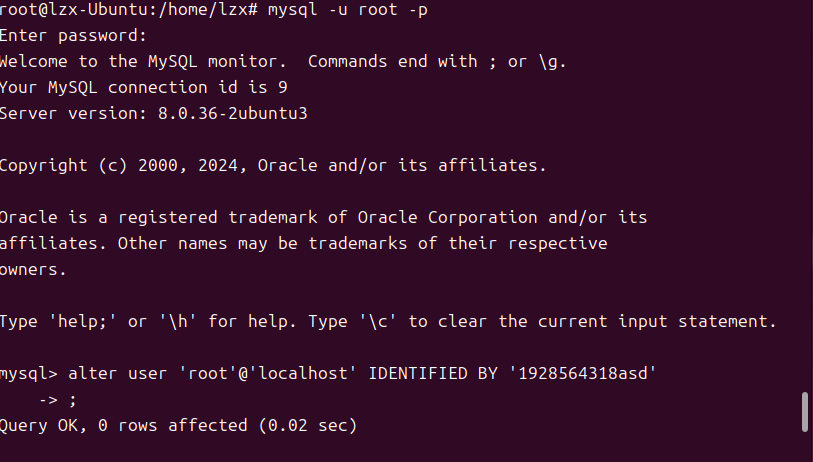 root@lzx-Ubuntu:/home/lzx# mysql -u root -p
Enter password:
Welcome to the MySQL monitor.  Commands end with ; or \g.
Your MySQL connection id is 9
Server version: 8.0.36-2ubuntu3
Copyright (c) 2000, 2024, Oracle and/or its affiliates.
Oracle is a registered trademark of Oracle Corporation and/or its
affiliates. Other names may be trademarks of their respective
owners.
Type 'help;' or '\h' for help. Type '\c' to clear the current input statement.
mysql> alter user 'root'@'localhost' IDENTIFIED BY '1928564318asd'
    -> ;
Query OK, 0 rows affected (0.02 sec)